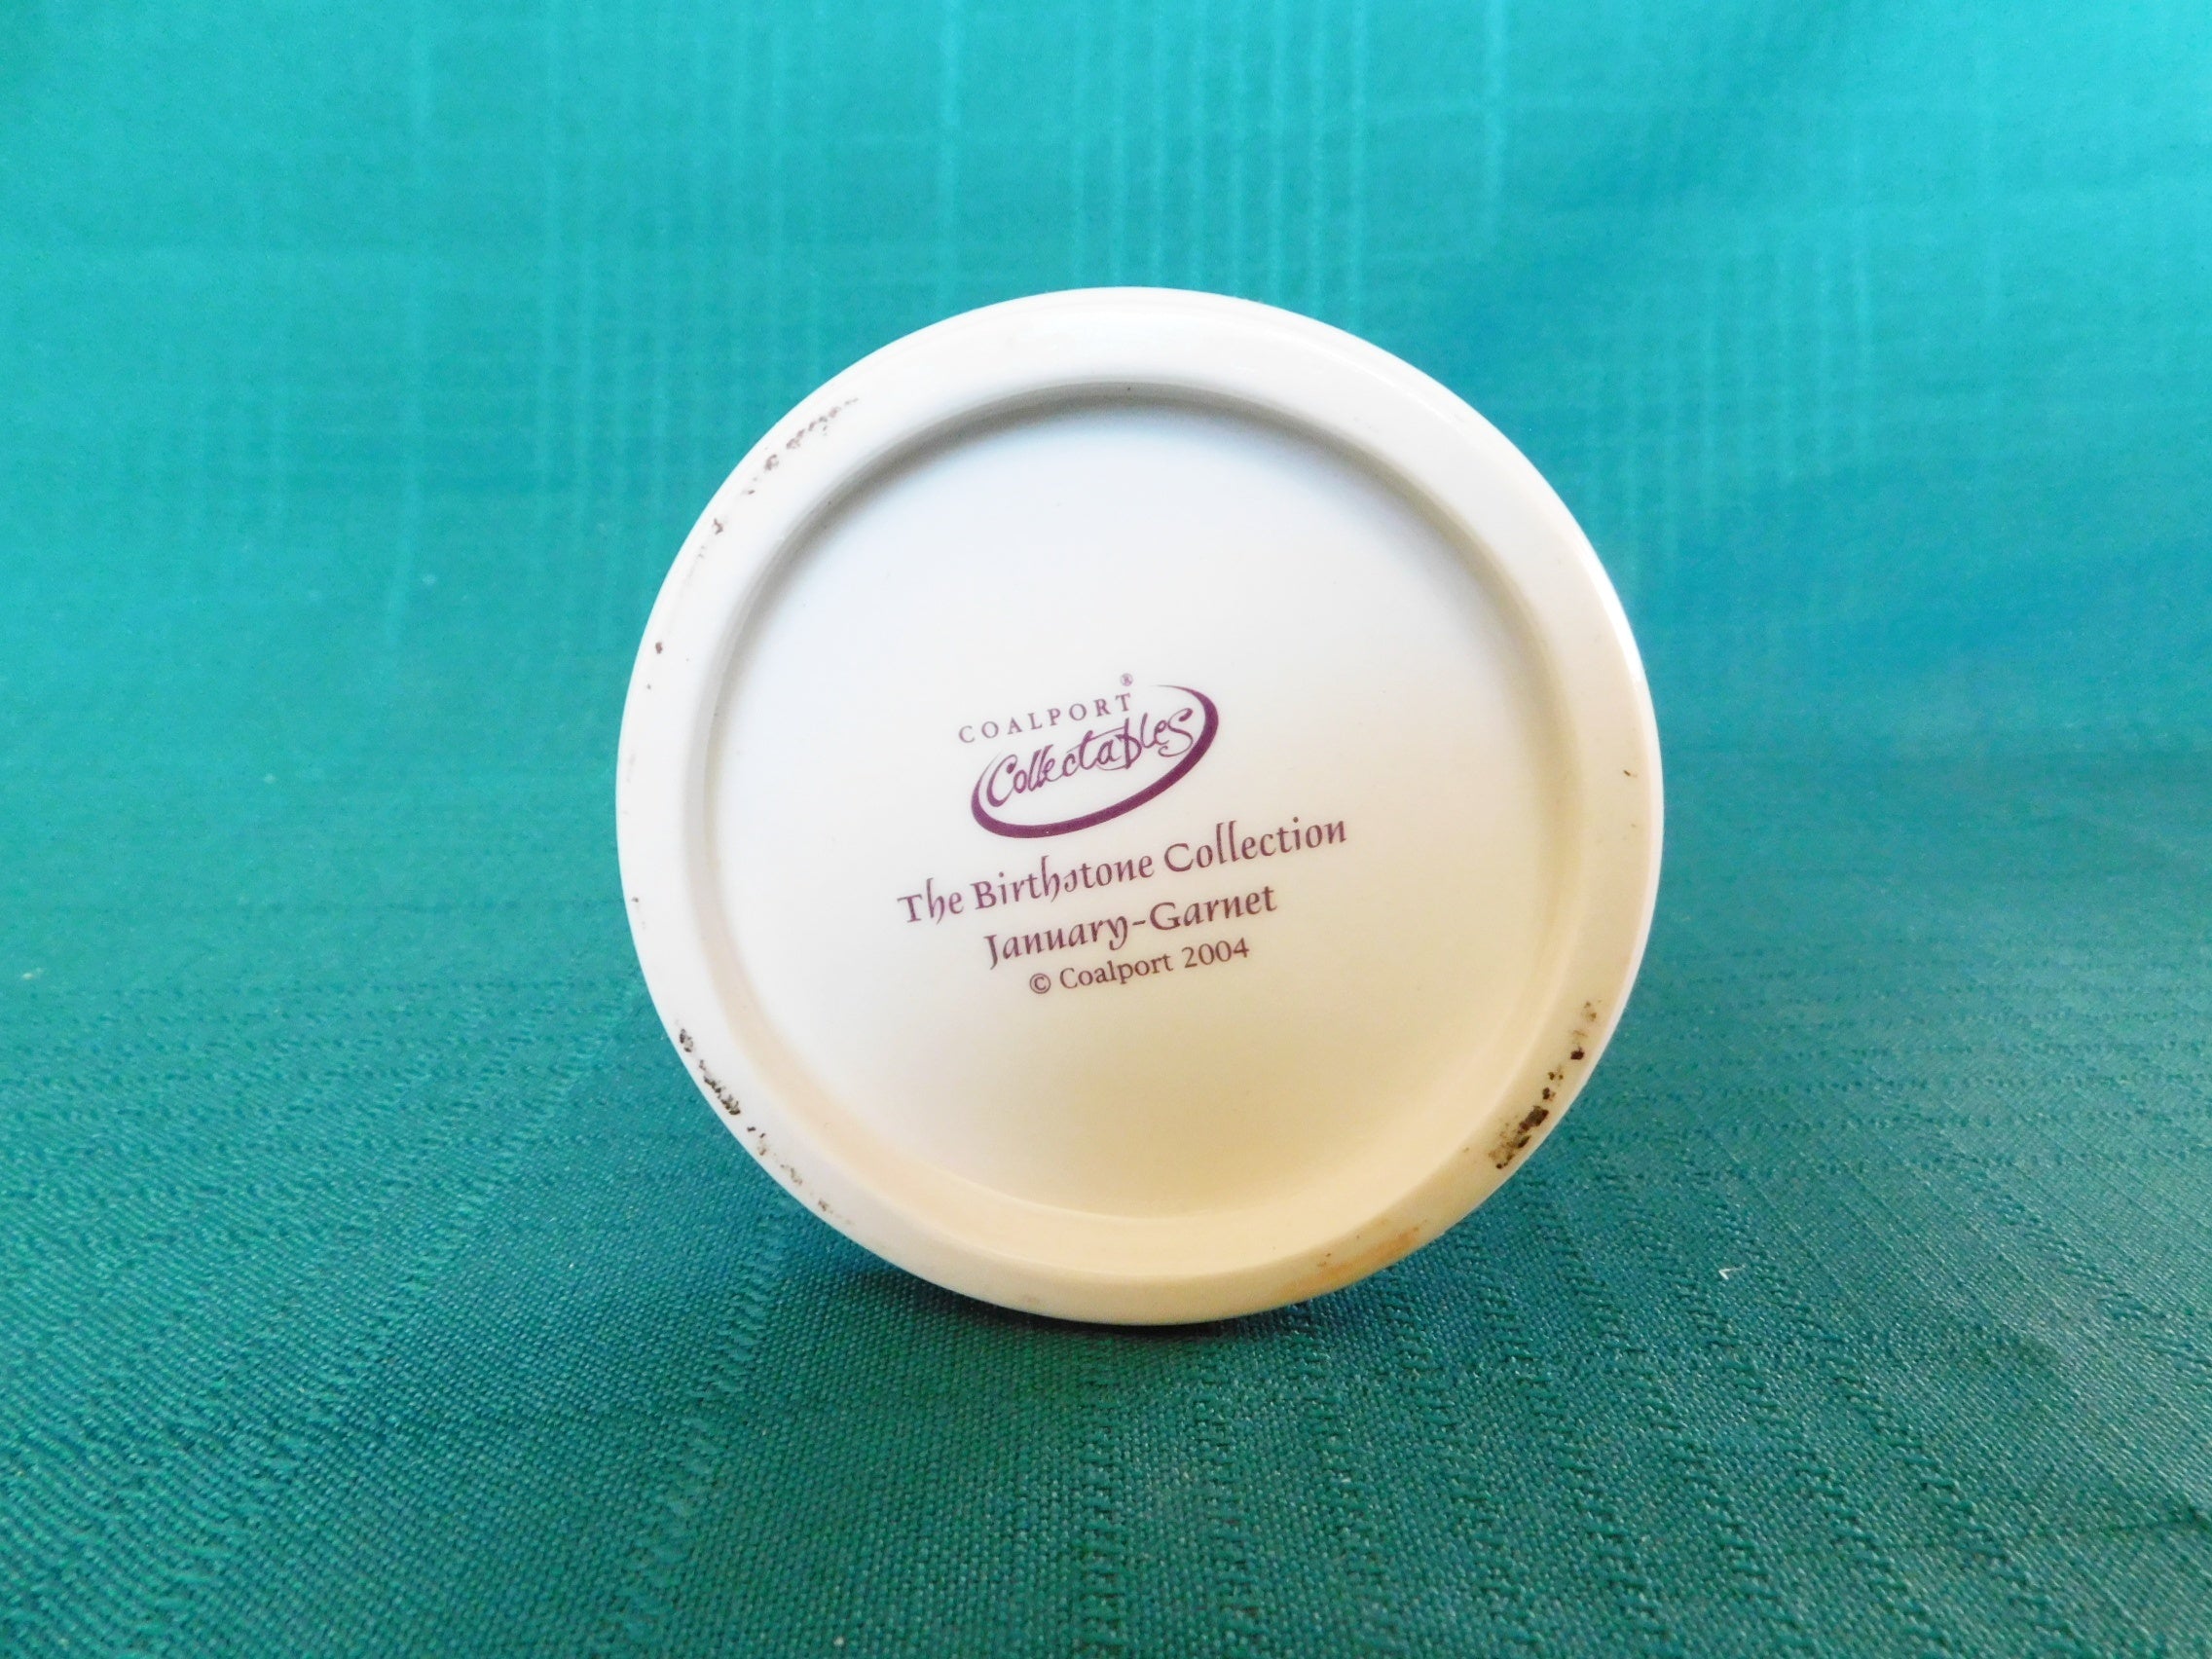 COALPORT®
Collectables
The Birthstone Collection
January-Garnet
© Coalport 2004